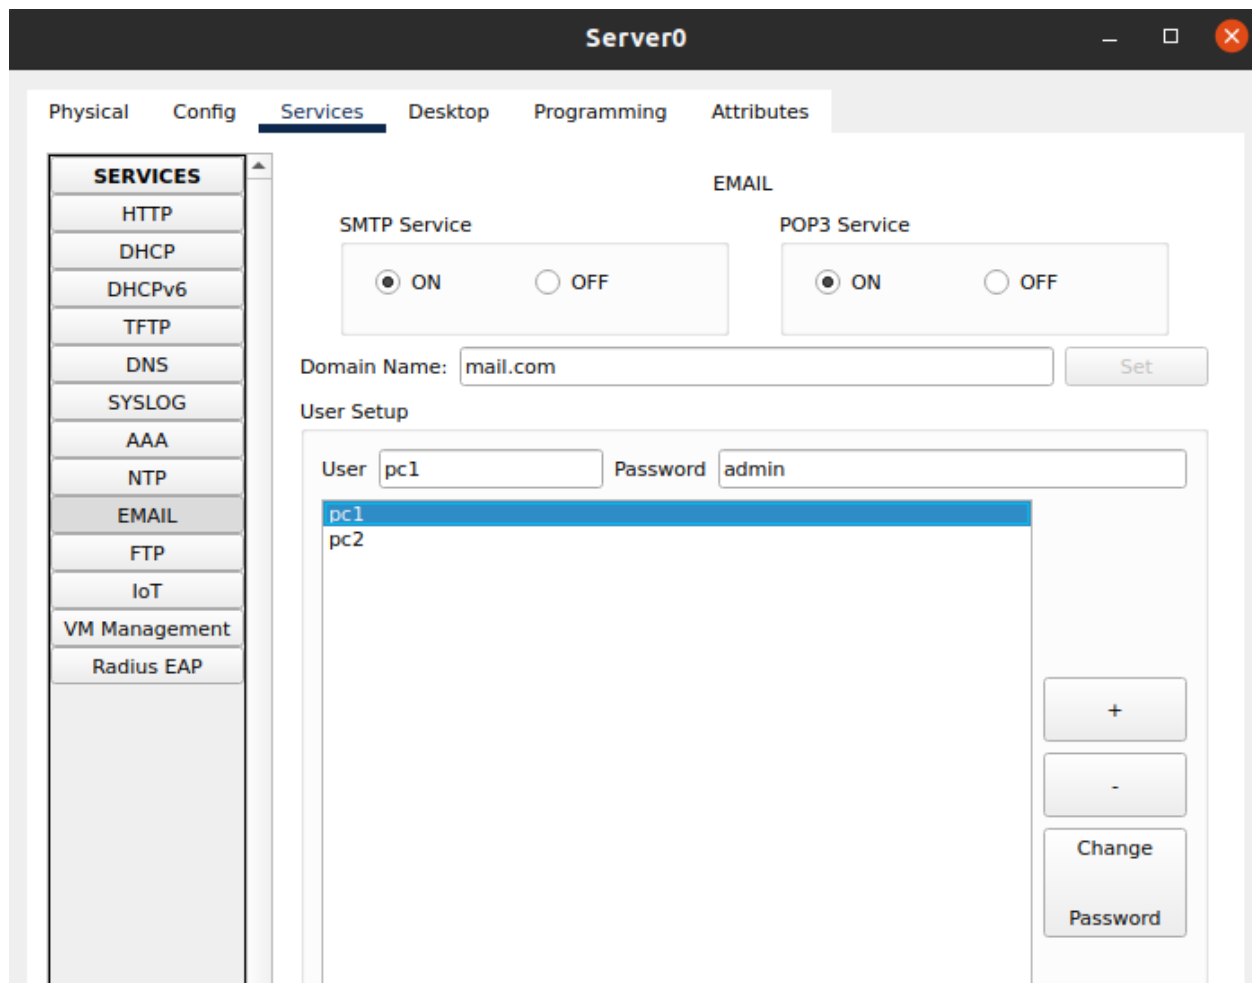 Server0
Physical Config Services Desktop Programming Attributes
SERVICES
HTTP
DHCP
DHCPv6
TFTP
DNS
SYSLOG
AAA
NTP
EMAIL
FTP
IoT
VM Management
Radius EAP
EMAIL
SMTP Service
ON OFF
POP3 Service
ON OFF
Domain Name: mail.com Set
User Setup
User pc1 Password admin
pc1
pc2
+
-
Change
Password